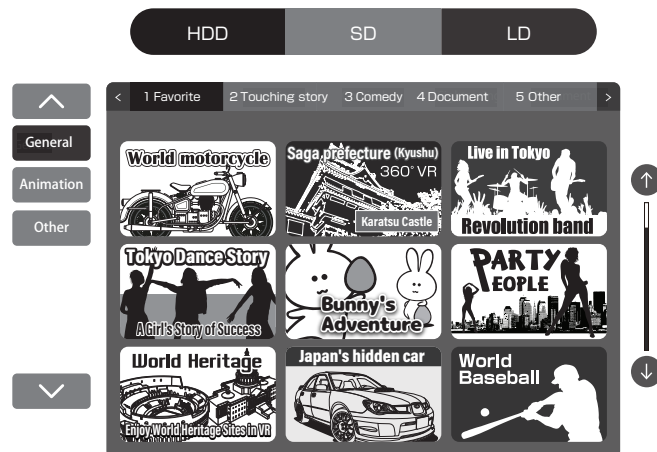 HDD
SD
LD
< 1 Favorite 2 Touching story 3 Comedy 4 Document 5 Other >
General
Animation
Other
World motorcycle
Saga prefecture (Kyushu)
360° VR
Karatsu Castle
Live in Tokyo
Revolution band
Tokyo Dance Story
A Girl's Story of Success
Bunny's
Adventure
PARTY
PEOPLE
World Heritage
Enjoy World Heritage Sites in VR
Japan's hidden car
World
Baseball